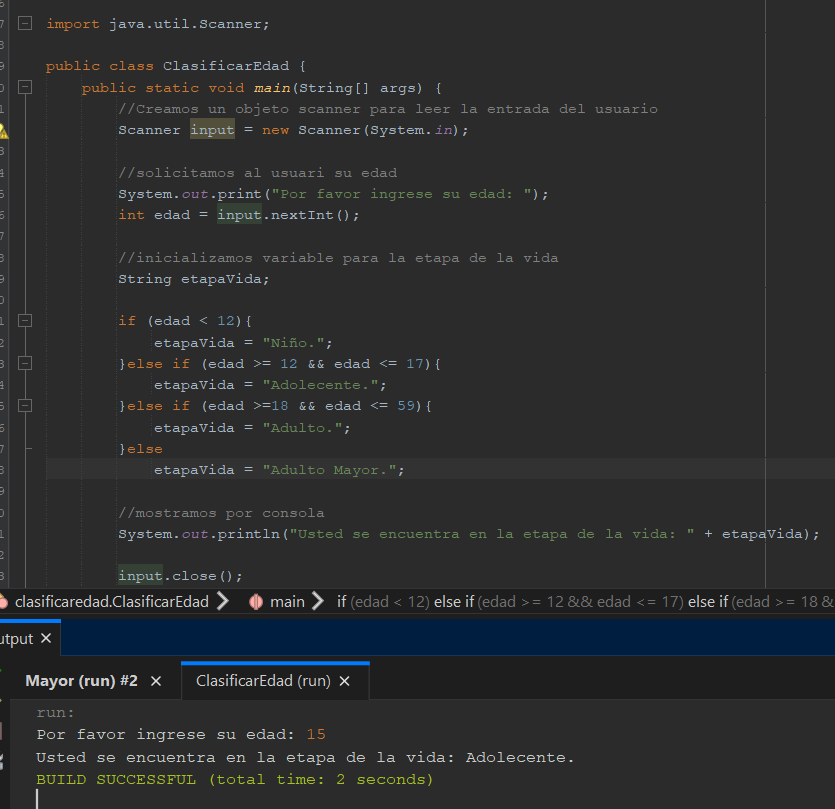 import java.util.Scanner;
public class ClasificarEdad {
public static void main(String[] args) {
//Creamos un objeto scanner para leer la entrada del usuario
Scanner input = new Scanner(System.in);
//solicitamos al usuari su edad
System.out.print("Por favor ingrese su edad: ");
int edad = input.nextInt();
//inicializamos variable para la etapa de la vida
String etapaVida;
if (edad < 12){
etapaVida = "Niño.";
}else if (edad >= 12 && edad <= 17){
etapaVida = "Adolecente.";
}else if (edad >=18 && edad <= 59){
etapaVida = "Adulto.";
}else
etapaVida = "Adulto Mayor.";
//mostramos por consola
System.out.println("Usted se encuentra en la etapa de la vida: " + etapaVida);
input.close();
clasificaredad.ClasificarEdad main if (edad < 12) else if (edad >= 12 && edad <= 17) else if (edad >= 18 &
utput
Mayor (run) #2 ClasificarEdad (run)
run:
Por favor ingrese su edad: 15
Usted se encuentra en la etapa de la vida: Adolecente.
BUILD SUCCESSFUL (total time: 2 seconds)